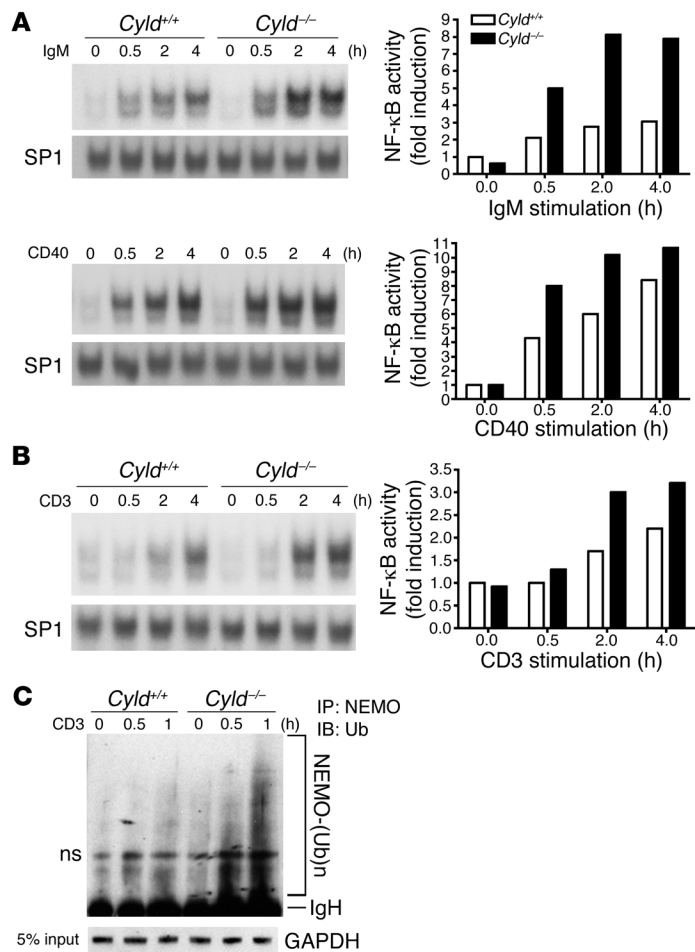 A
Cyld+/+ Cyld−/−
IgM 0 0.5 2 4 0 0.5 2 4 (h)
SP1
NF-κB activity
(fold induction)
9
8
7
6
5
4
3
2
1
0
Cyld+/+
Cyld−/−
0.0 0.5 2.0 4.0
IgM stimulation (h)
CD40 0 0.5 2 4 0 0.5 2 4 (h)
SP1
NF-κB activity
(fold induction)
11
10
9
8
7
6
5
4
3
2
1
0
0.0 0.5 2.0 4.0
CD40 stimulation (h)
B
Cyld+/+ Cyld−/−
CD3 0 0.5 2 4 0 0.5 2 4 (h)
SP1
NF-κB activity
(fold induction)
3.5
3.0
2.5
2.0
1.5
1.0
0.5
0.0
0.0 0.5 2.0 4.0
CD3 stimulation (h)
C
Cyld+/+ Cyld−/−
CD3 0 0.5 1 0 0.5 1 (h)
IP: NEMO
IB: Ub
NEMO-(Ub)n
ns
IgH
5% input GAPDH